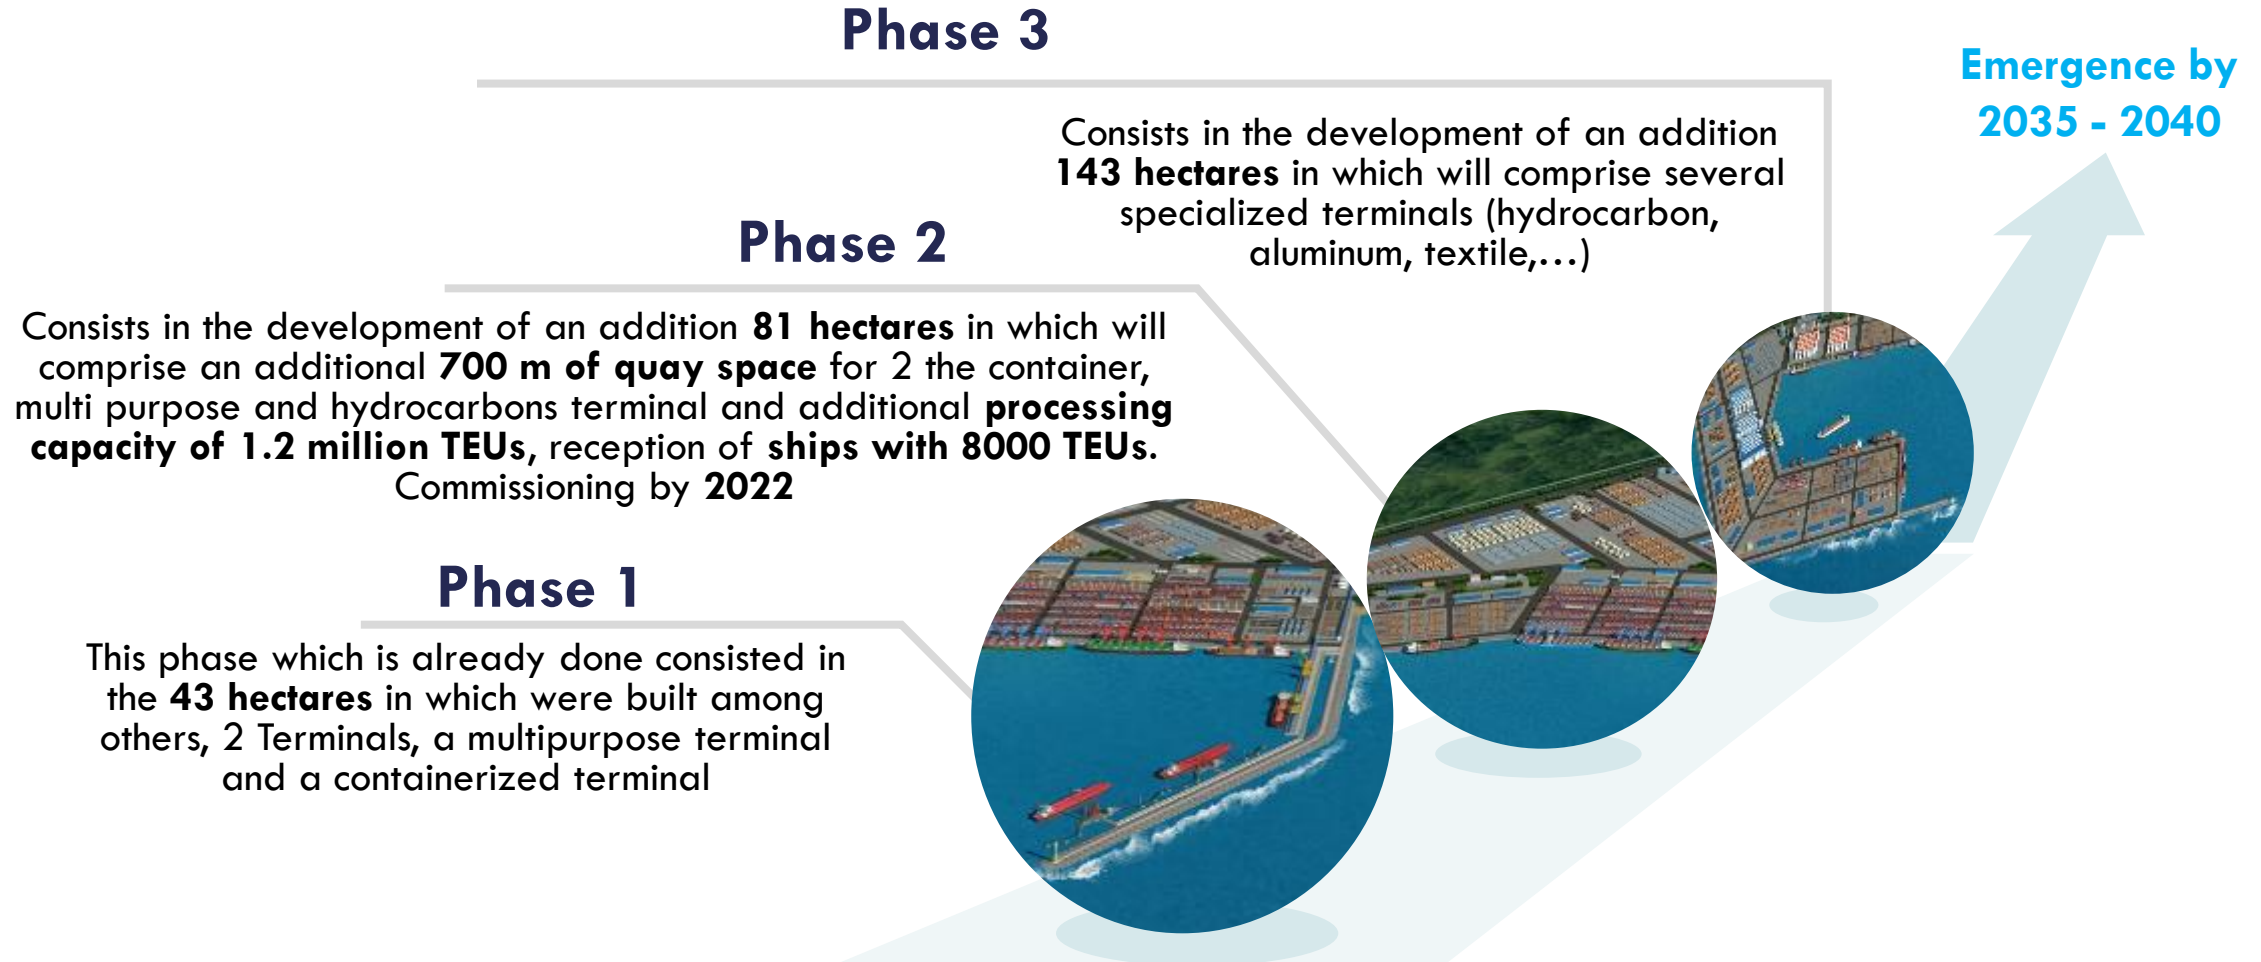 Phase 3
Consists in the development of an addition
143 hectares in which will comprise several
specialized terminals (hydrocarbon,
aluminum, textile,...)
Emergence by
2035 - 2040
Phase 2
Consists in the development of an addition 81 hectares in which will
comprise an additional 700 m of quay space for 2 the container,
multi purpose and hydrocarbons terminal and additional processing
capacity of 1.2 million TEUs, reception of ships with 8000 TEUs.
Commissioning by 2022
Phase 1
This phase which is already done consisted in
the 43 hectares in which were built among
others, 2 Terminals, a multipurpose terminal
and a containerized terminal